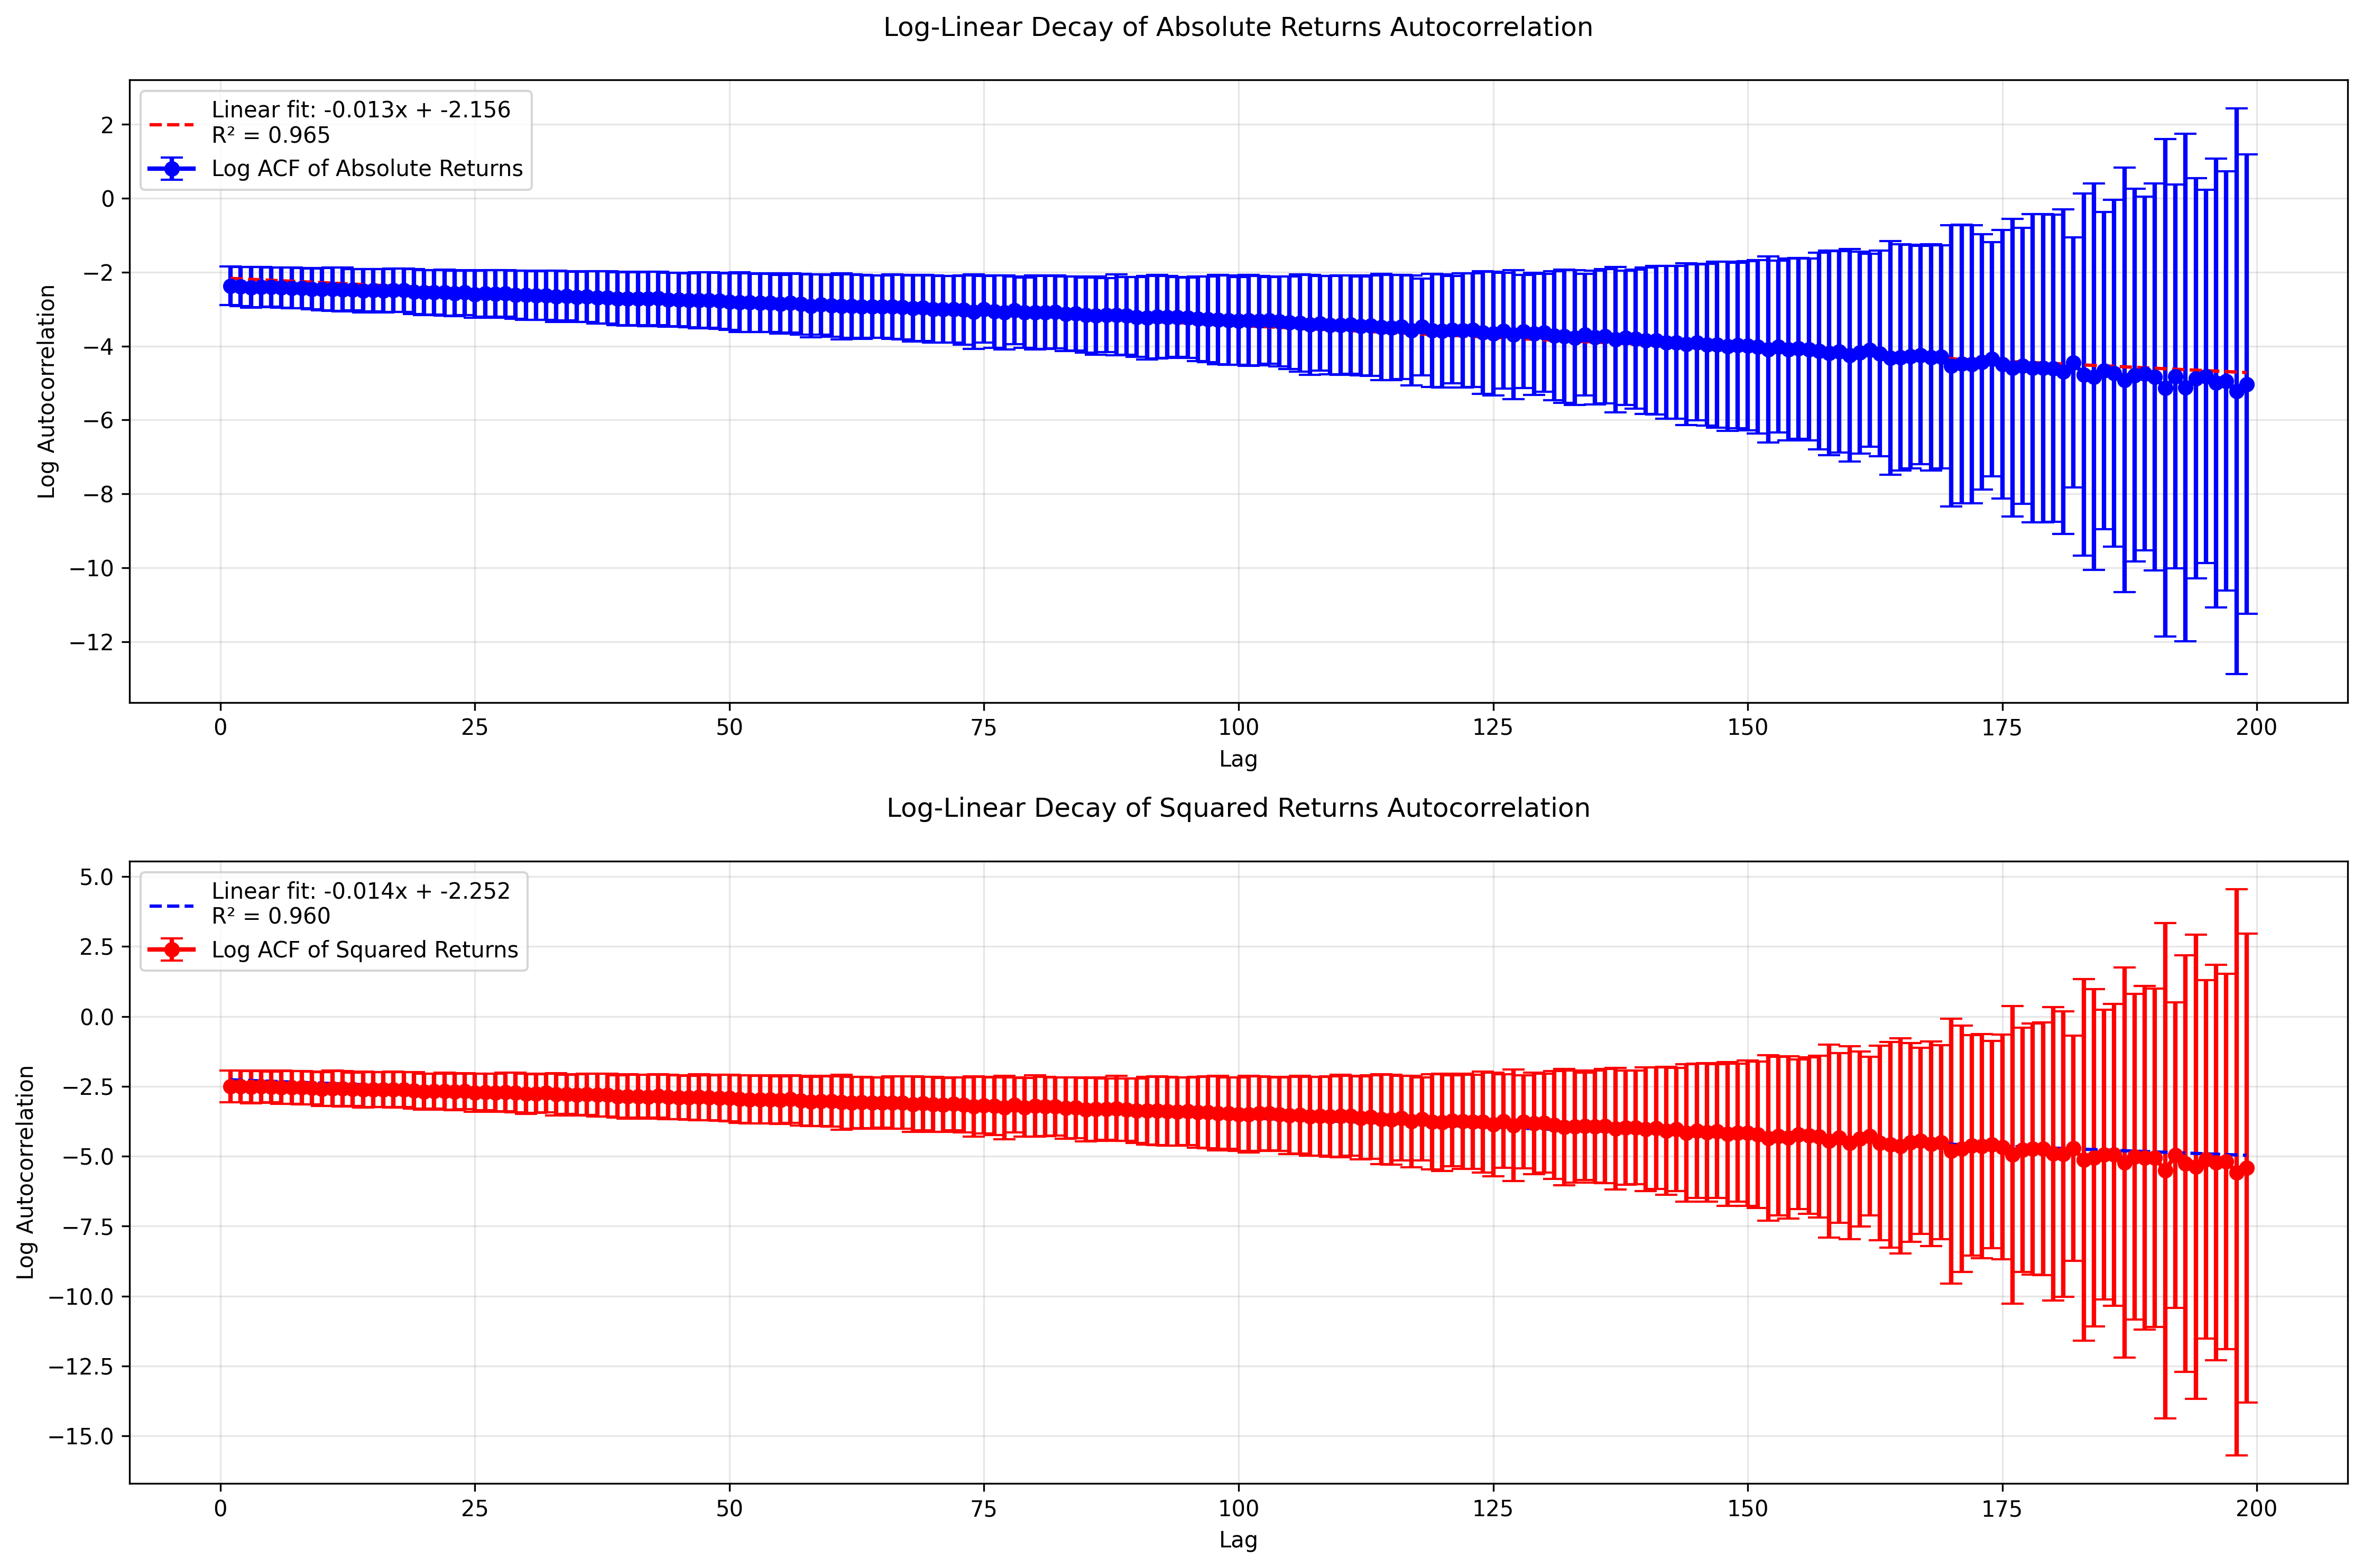 Log-Linear Decay of Absolute Returns Autocorrelation
Linear fit: -0.013x + -2.156
R² = 0.965
Log ACF of Absolute Returns
Log Autocorrelation
2
0
−2
−4
−6
−8
−10
−12
0 25 50 75 100 125 150 175 200
Lag
Log-Linear Decay of Squared Returns Autocorrelation
Linear fit: -0.014x + -2.252
R² = 0.960
Log ACF of Squared Returns
Log Autocorrelation
5.0
2.5
0.0
−2.5
−5.0
−7.5
−10.0
−12.5
−15.0
0 25 50 75 100 125 150 175 200
Lag